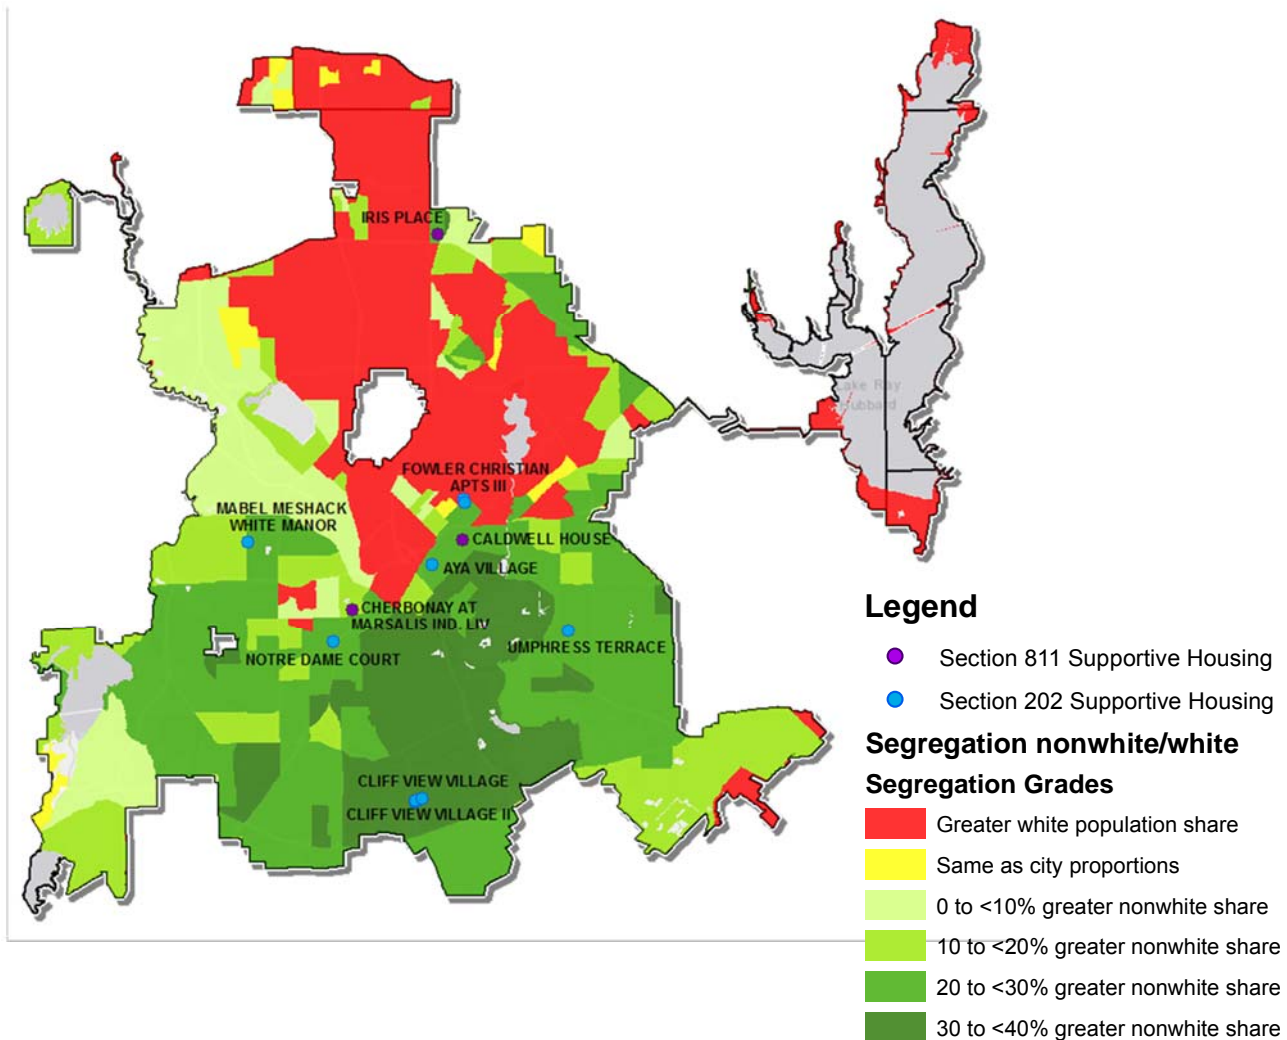 IRIS PLACE
Lake Ray
Hubbard
FOWLER CHRISTIAN
APTS III
MABEL MESHACK
WHITE MANOR
CALDWELL HOUSE
AYA VILLAGE
CHERBONAY AT
MARSALIS IND. LIV
UMPHRESS TERRACE
NOTRE DAME COURT
CLIFF VIEW VILLAGE
CLIFF VIEW VILLAGE II
Legend
Section 811 Supportive Housing
Section 202 Supportive Housing
Segregation nonwhite/white
Segregation Grades
Greater white population share
Same as city proportions
0 to <10% greater nonwhite share
10 to <20% greater nonwhite share
20 to <30% greater nonwhite share
30 to <40% greater nonwhite share